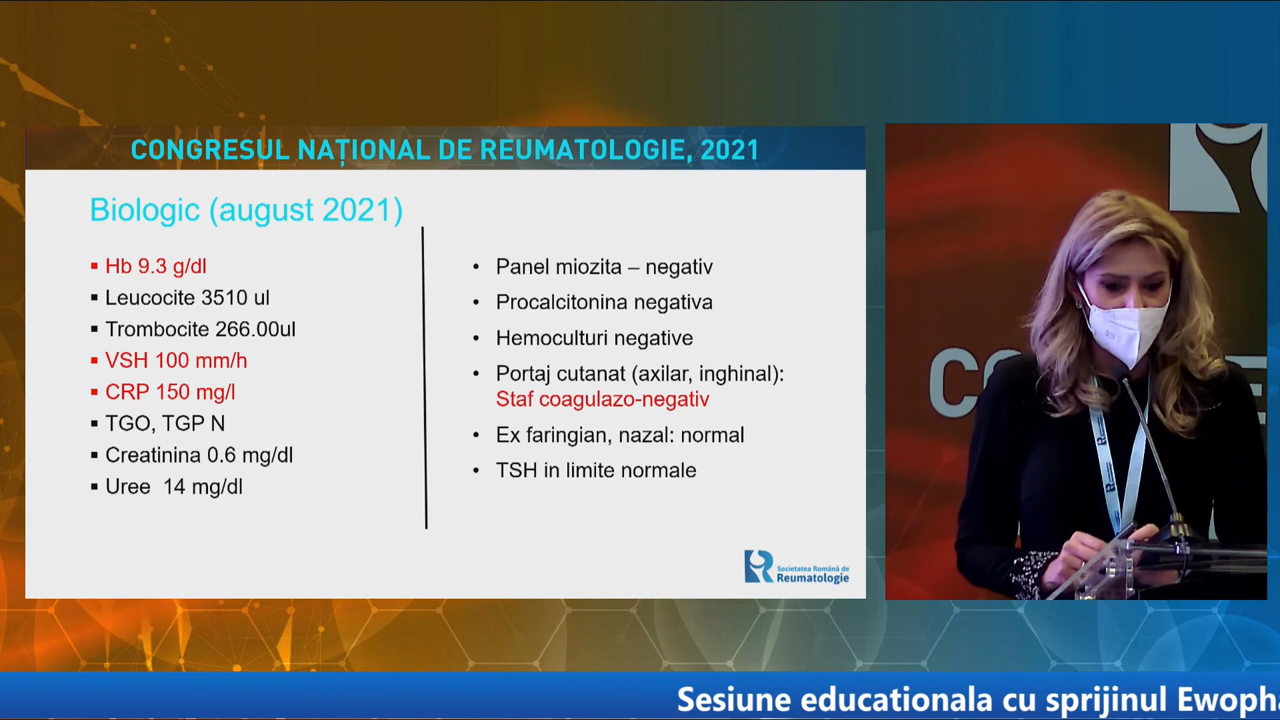 CONGRESUL NAȚIONAL DE REUMATOLOGIE, 2021
Biologic (august 2021)
Hb 9.3 g/dl
Leucocite 3510 ul
Trombocite 266.00ul
VSH 100 mm/h
CRP 150 mg/l
TGO, TGP N
Creatinina 0.6 mg/dl
Uree 14 mg/dl
Panel miozita – negativ
Procalcitonina negativa
Hemoculturi negative
Portaj cutanat (axilar, inghinal):
Staf coagulazo-negativ
Ex faringian, nazal: normal
TSH in limite normale
Societatea Română de
Reumatologie
Sesiune educationala cu sprijinul Ewopha